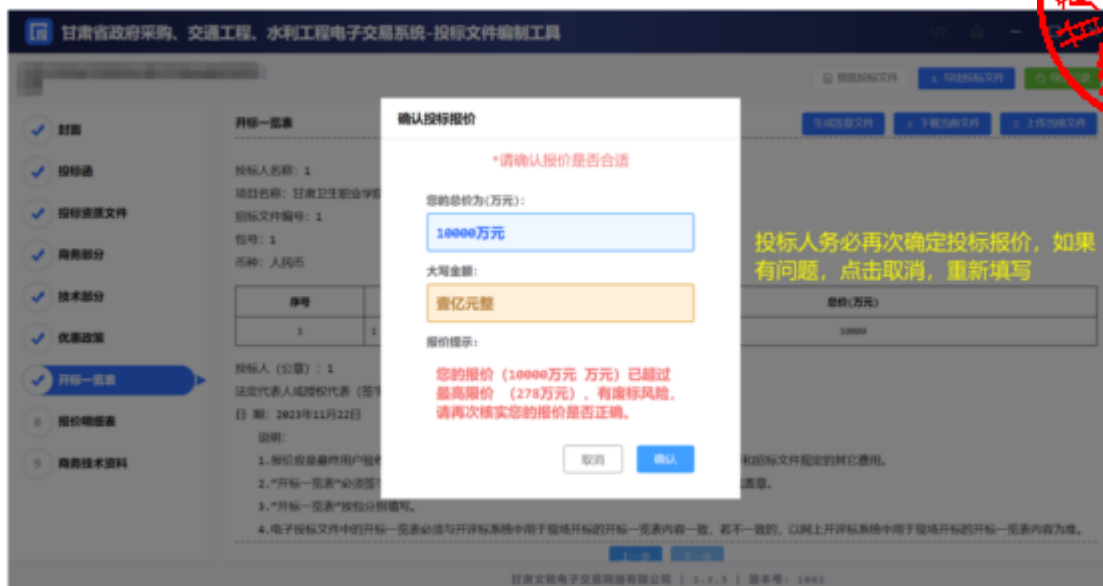 甘肃省政府采购、交通工程、水利工程电子交易系统-投标文件编制工具
预览投标文件
导出投标文件
封面
投标函
投标资质文件
商务部分
技术部分
优惠政策
开标一览表
8 报价明细表
9 商务技术资料
开标一览表
生成签章文件
下载当前文件
上传当前文件
投标人名称: 1
项目名称: 甘肃卫生职业学院
招标文件编号: 1
包号: 1
币种: 人民币
序号
总价(万元)
1
1
10000
投标人 (公章) : 1
法定代表人或授权代表 (签字
日 期: 2023年11月22日
说明:
1.报价应是最终用户验收
和招标文件规定的其它费用。
2."开标一览表"必须签
盖章。
3."开标一览表"按包分别填写。
4.电子投标文件中的开标一览表必须与开评标系统中用于现场开标的开标一览表内容一致, 若不一致的, 以网上开评标系统中用于现场开标的开标一览表内容为准。
确认投标报价
*请确认报价是否合适
您的总价为(万元):
10000万元
大写金额:
壹亿元整
报价提示:
您的报价 (10000万元 万元) 已超过
最高限价 (278万元) , 有废标风险,
请再次核实您的报价是否正确。
取消
确认
投标人务必再次确定投标报价, 如果
有问题, 点击取消, 重新填写
上一步
下一步
甘肃文锐电子交易网络有限公司 | 1.2.3 | 版本号: 1002